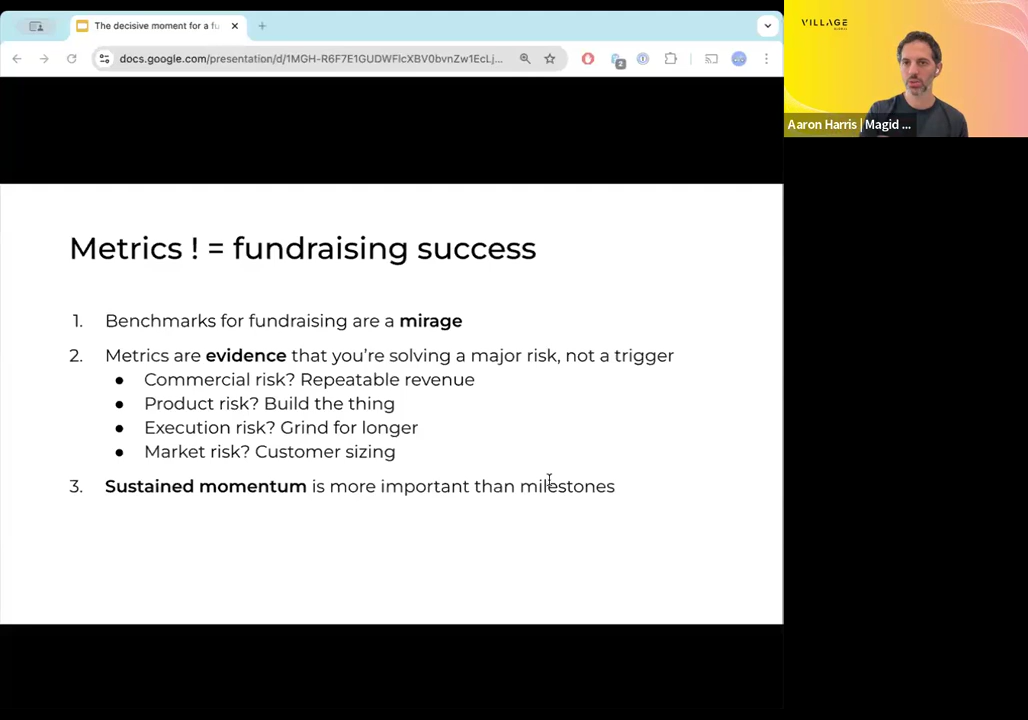 The decisive moment for a fu
docs.google.com/presentation/d/1MGH-R6F7E1GUDWFlcXBV0bvnZw1EcLj...
2
VILLAGE
GLOBAL
Aaron Harris | Magid ...
Metrics ! = fundraising success
1. Benchmarks for fundraising are a mirage
2. Metrics are evidence that you’re solving a major risk, not a trigger
● Commercial risk? Repeatable revenue
● Product risk? Build the thing
● Execution risk? Grind for longer
● Market risk? Customer sizing
3. Sustained momentum is more important than milestones